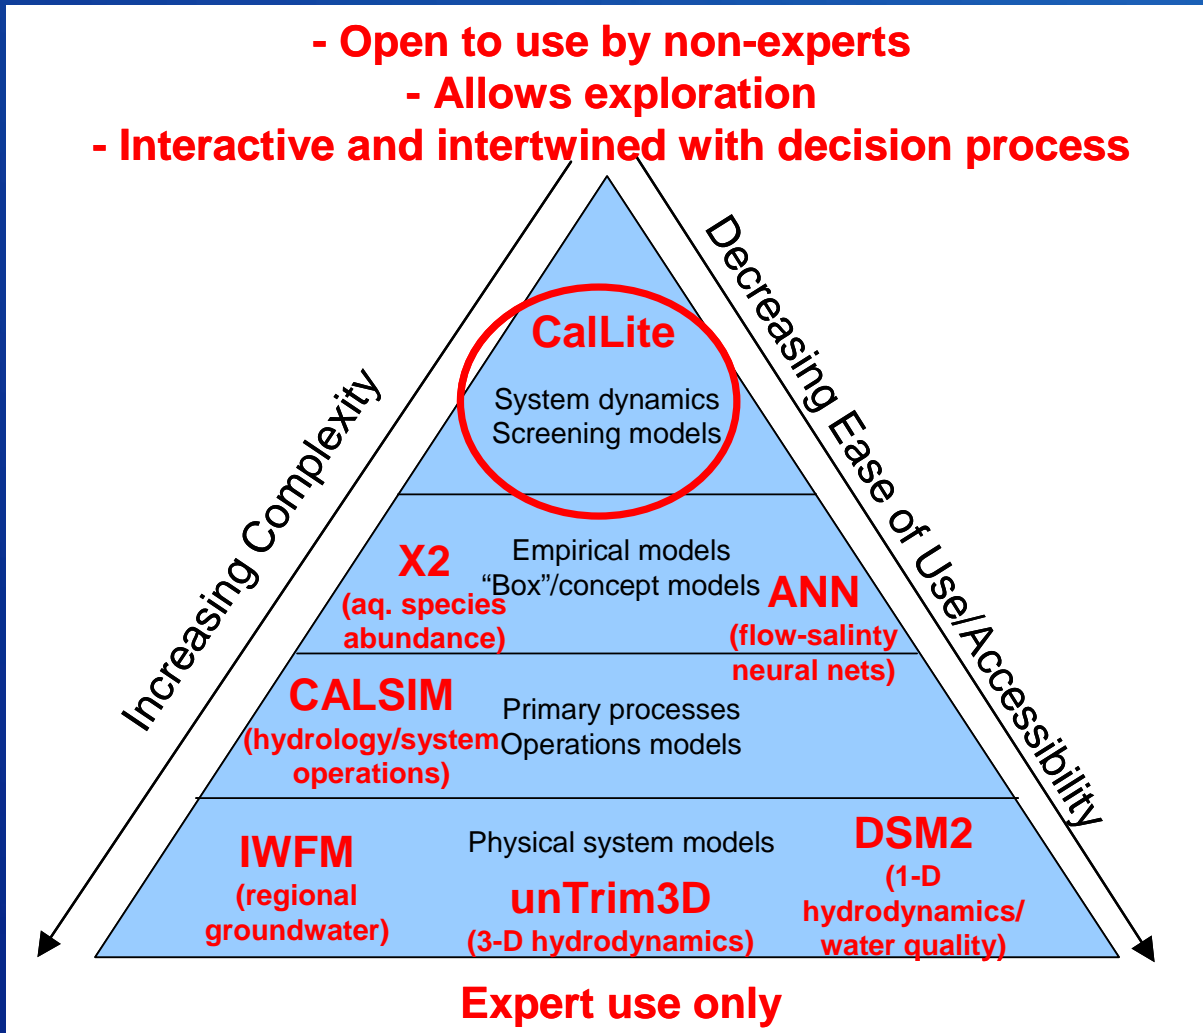 - Open to use by non-experts
- Allows exploration
- Interactive and intertwined with decision process
Increasing Complexity
Decreasing Ease of Use/Accessibility
CalLite
System dynamics
Screening models
X2
(aq. species
abundance)
Empirical models
“Box”/concept models
ANN
(flow-salinty
neural nets)
CALSIM
(hydrology/system
operations)
Primary processes
Operations models
IWFM
(regional
groundwater)
Physical system models
unTrim3D
(3-D hydrodynamics)
DSM2
(1-D
hydrodynamics/
water quality)
Expert use only